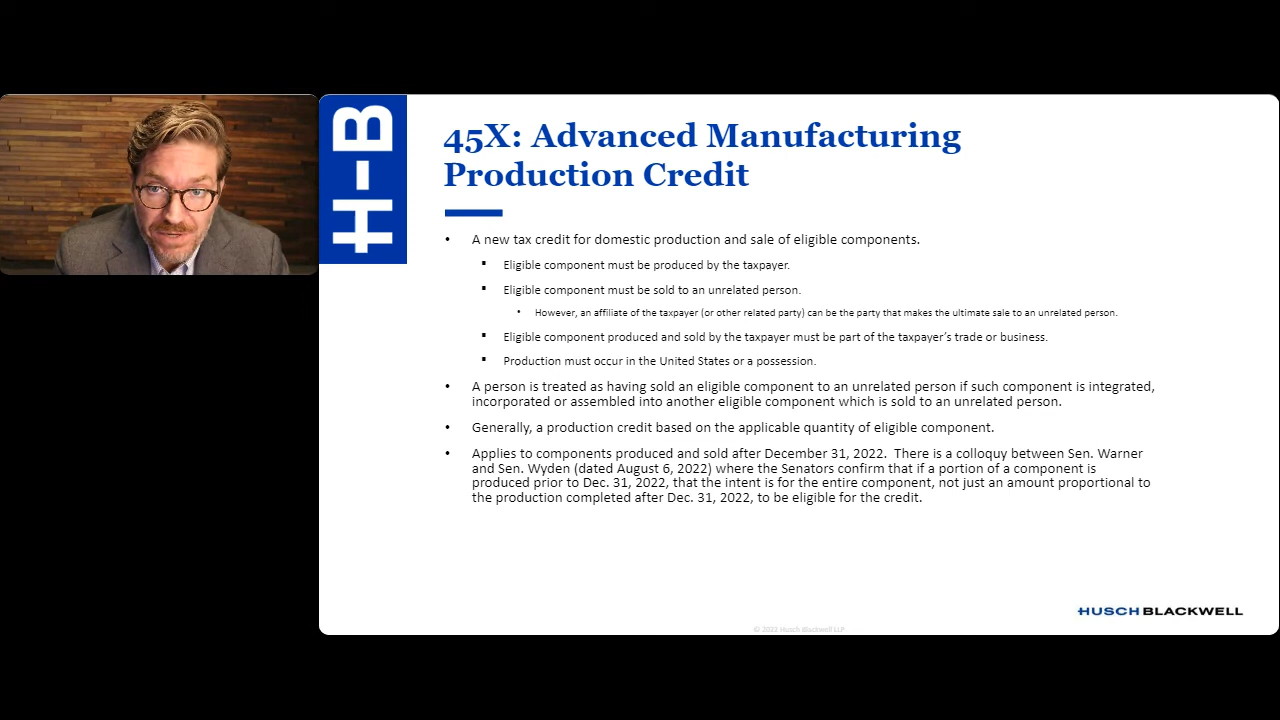 H-B
45X: Advanced Manufacturing
Production Credit
• A new tax credit for domestic production and sale of eligible components.
▪ Eligible component must be produced by the taxpayer.
▪ Eligible component must be sold to an unrelated person.
• However, an affiliate of the taxpayer (or other related party) can be the party that makes the ultimate sale to an unrelated person.
▪ Eligible component produced and sold by the taxpayer must be part of the taxpayer’s trade or business.
▪ Production must occur in the United States or a possession.
• A person is treated as having sold an eligible component to an unrelated person if such component is integrated,
incorporated or assembled into another eligible component which is sold to an unrelated person.
• Generally, a production credit based on the applicable quantity of eligible component.
• Applies to components produced and sold after December 31, 2022. There is a colloquy between Sen. Warner
and Sen. Wyden (dated August 6, 2022) where the Senators confirm that if a portion of a component is
produced prior to Dec. 31, 2022, that the intent is for the entire component, not just an amount proportional to
the production completed after Dec. 31, 2022, to be eligible for the credit.
HUSCH BLACKWELL
© 2022 Husch Blackwell LLP